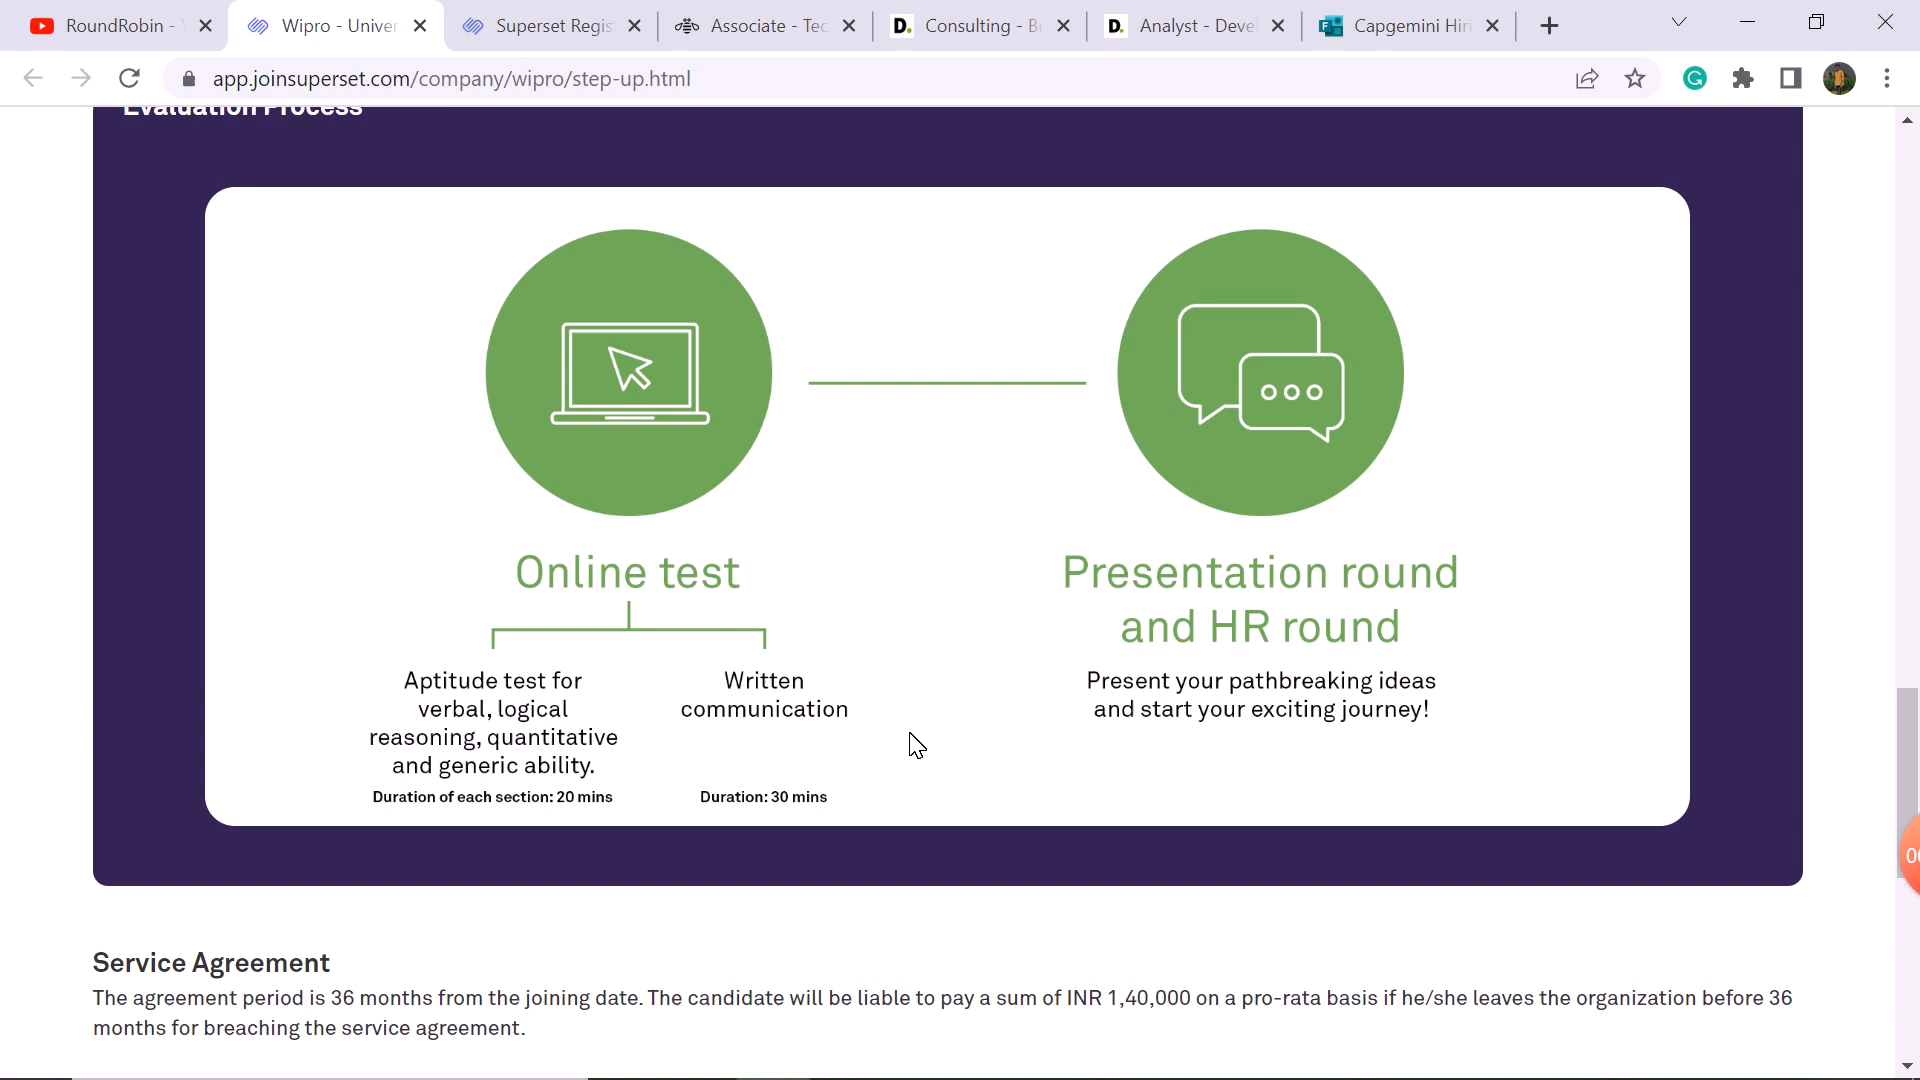 RoundRobin -
Wipro - Univer
Superset Regis
Associate - Tec
D. Consulting - Bu
D. Analyst - Devel
Capgemini Hiri
app.joinsuperset.com/company/wipro/step-up.html
Evaluation Process
Online test
Aptitude test for
verbal, logical
reasoning, quantitative
and generic ability.
Duration of each section: 20 mins
Written
communication
Duration: 30 mins
Presentation round
and HR round
Present your pathbreaking ideas
and start your exciting journey!
Service Agreement
The agreement period is 36 months from the joining date. The candidate will be liable to pay a sum of INR 1,40,000 on a pro-rata basis if he/she leaves the organization before 36
months for breaching the service agreement.